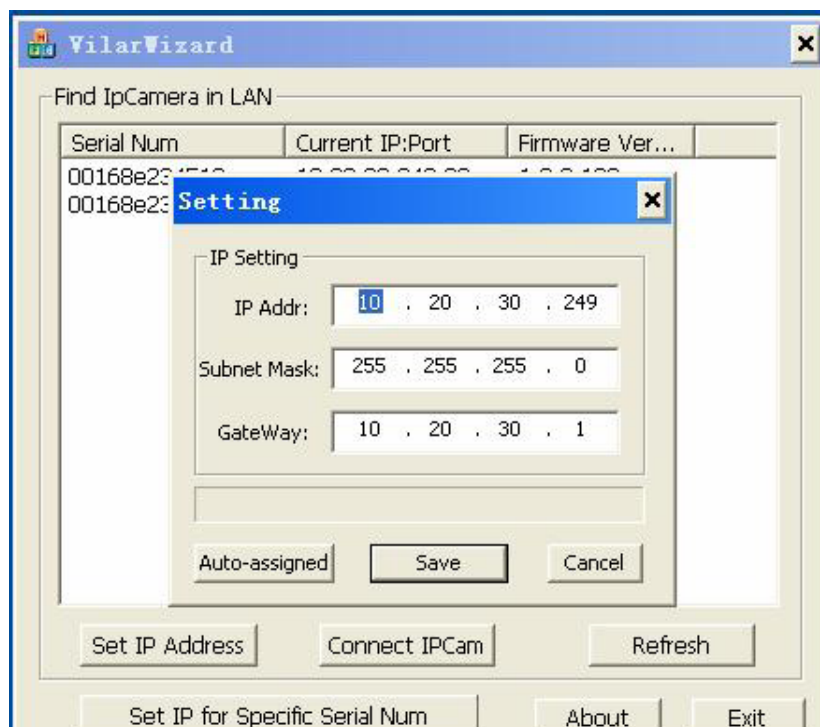 VilarWizard
Find IpCamera in LAN
Serial Num Current IP:Port Firmware Ver...
00168e23
00168e23
Setting
IP Setting
IP Addr: 10 . 20 . 30 . 249
Subnet Mask: 255 . 255 . 255 . 0
GateWay: 10 . 20 . 30 . 1
Auto-assigned Save Cancel
Set IP Address Connect IPCam Refresh
Set IP for Specific Serial Num About Exit